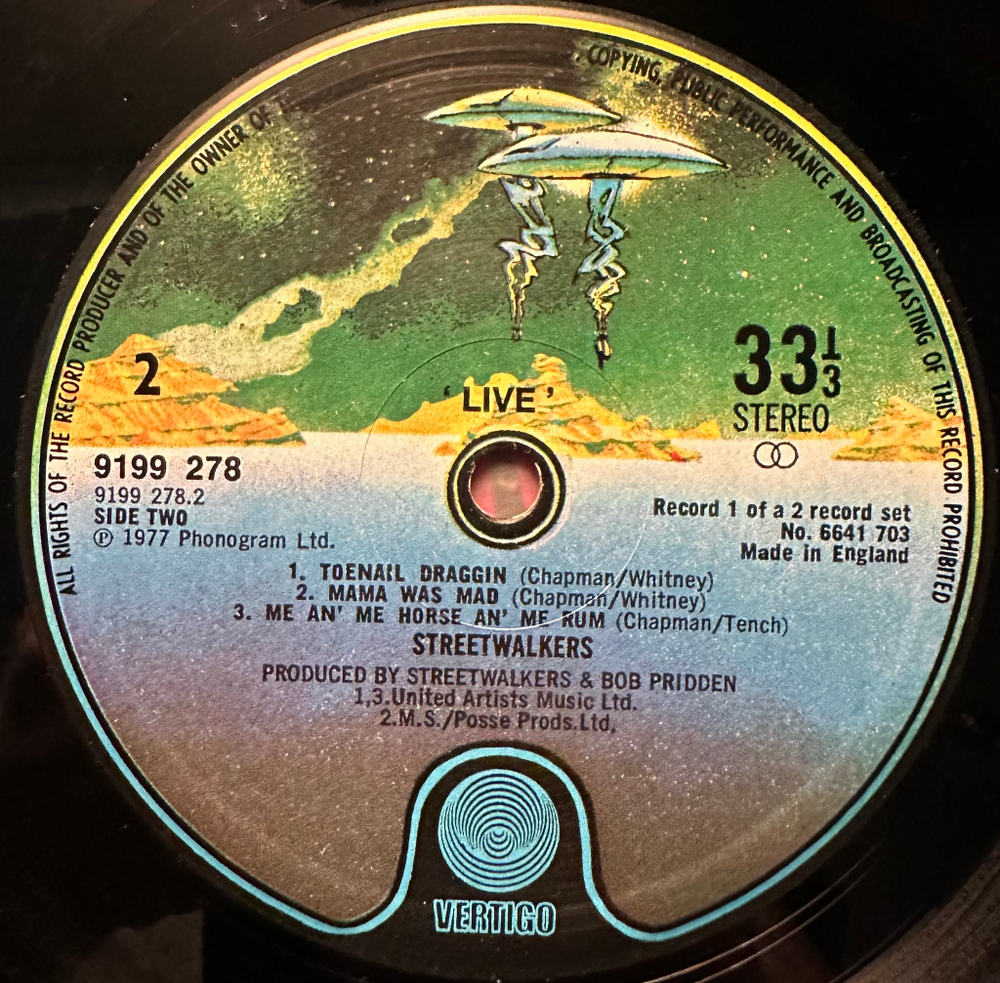 ALL RIGHTS OF THE RECORD PRODUCER AND OF THE OWNER OF
COPYING, PUBLIC PERFORMANCE AND BROADCASTING OF THIS RECORD PROHIBITED
2
33⅓
STEREO
' LIVE '
9199 278
9199 278.2
SIDE TWO
℗ 1977 Phonogram Ltd.
Record 1 of a 2 record set
No. 6641 703
Made in England
1. TOENAIL DRAGGIN (Chapman/Whitney)
2. MAMA WAS MAD (Chapman/Whitney)
3. ME AN' ME HORSE AN' ME RUM (Chapman/Tench)
STREETWALKERS
PRODUCED BY STREETWALKERS & BOB PRIDDEN
1,3.United Artists Music Ltd.
2.M.S./Posse Prods.Ltd.
VERTIGO